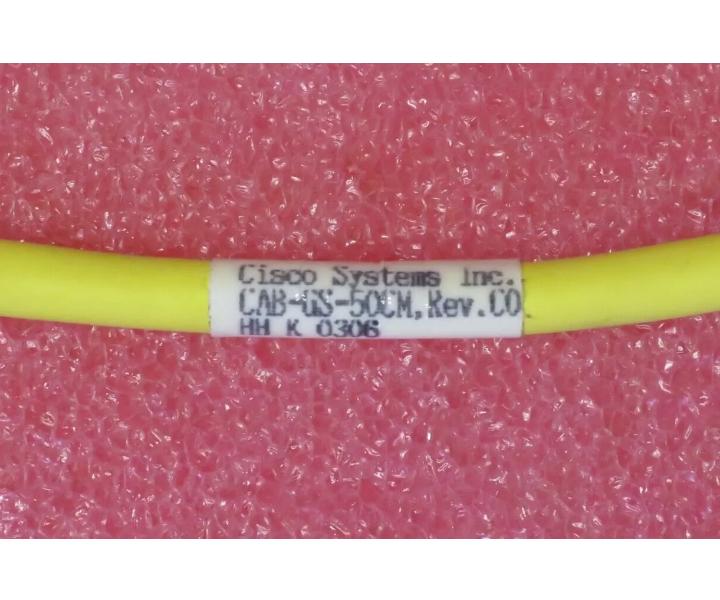 Cisco Systems Inc.
CAB-GS-50CM, Rev.C0
HH K 0306